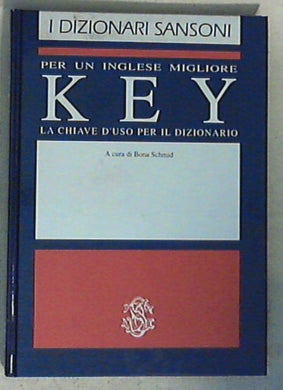 I DIZIONARI SANSONI
PER UN INGLESE MIGLIORE
KEY
LA CHIAVE D'USO PER IL DIZIONARIO
A cura di Bona Schmid